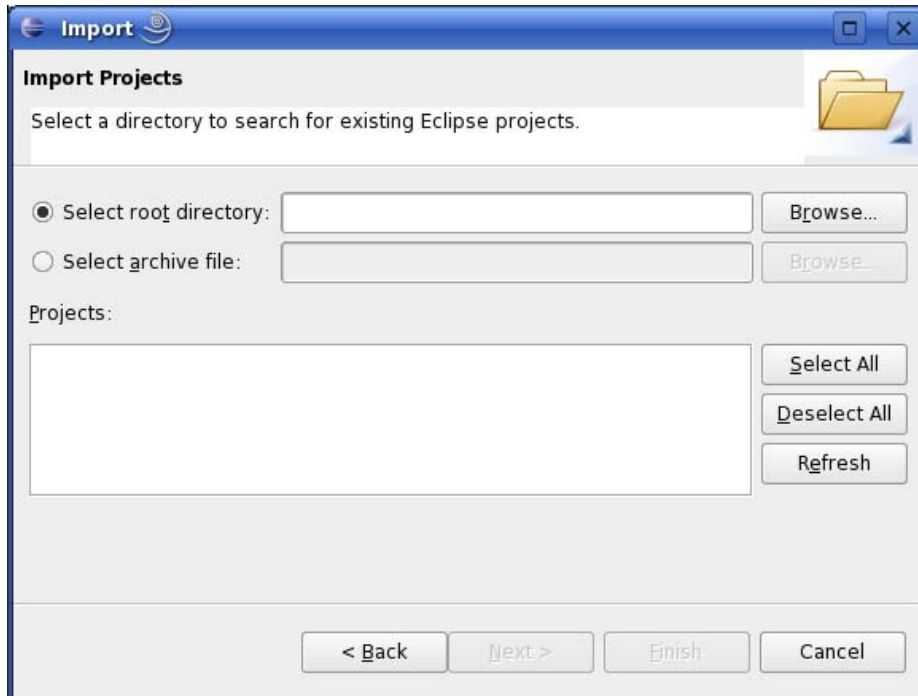 Import
Import Projects
Select a directory to search for existing Eclipse projects.
Select root directory:
Browse...
Select archive file:
Browse...
Projects:
Select All
Deselect All
Refresh
< Back
Next >
Finish
Cancel